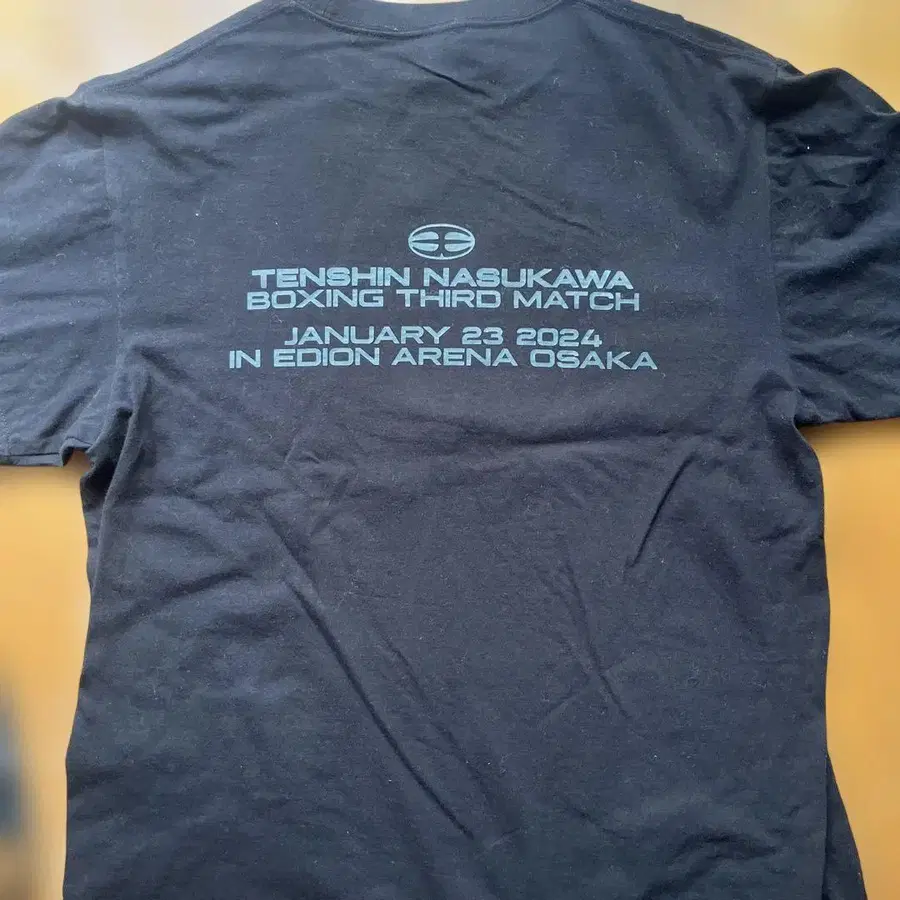 TENSHIN NASUKAWA
BOXING THIRD MATCH
JANUARY 23 2024
IN EDION ARENA OSAKA